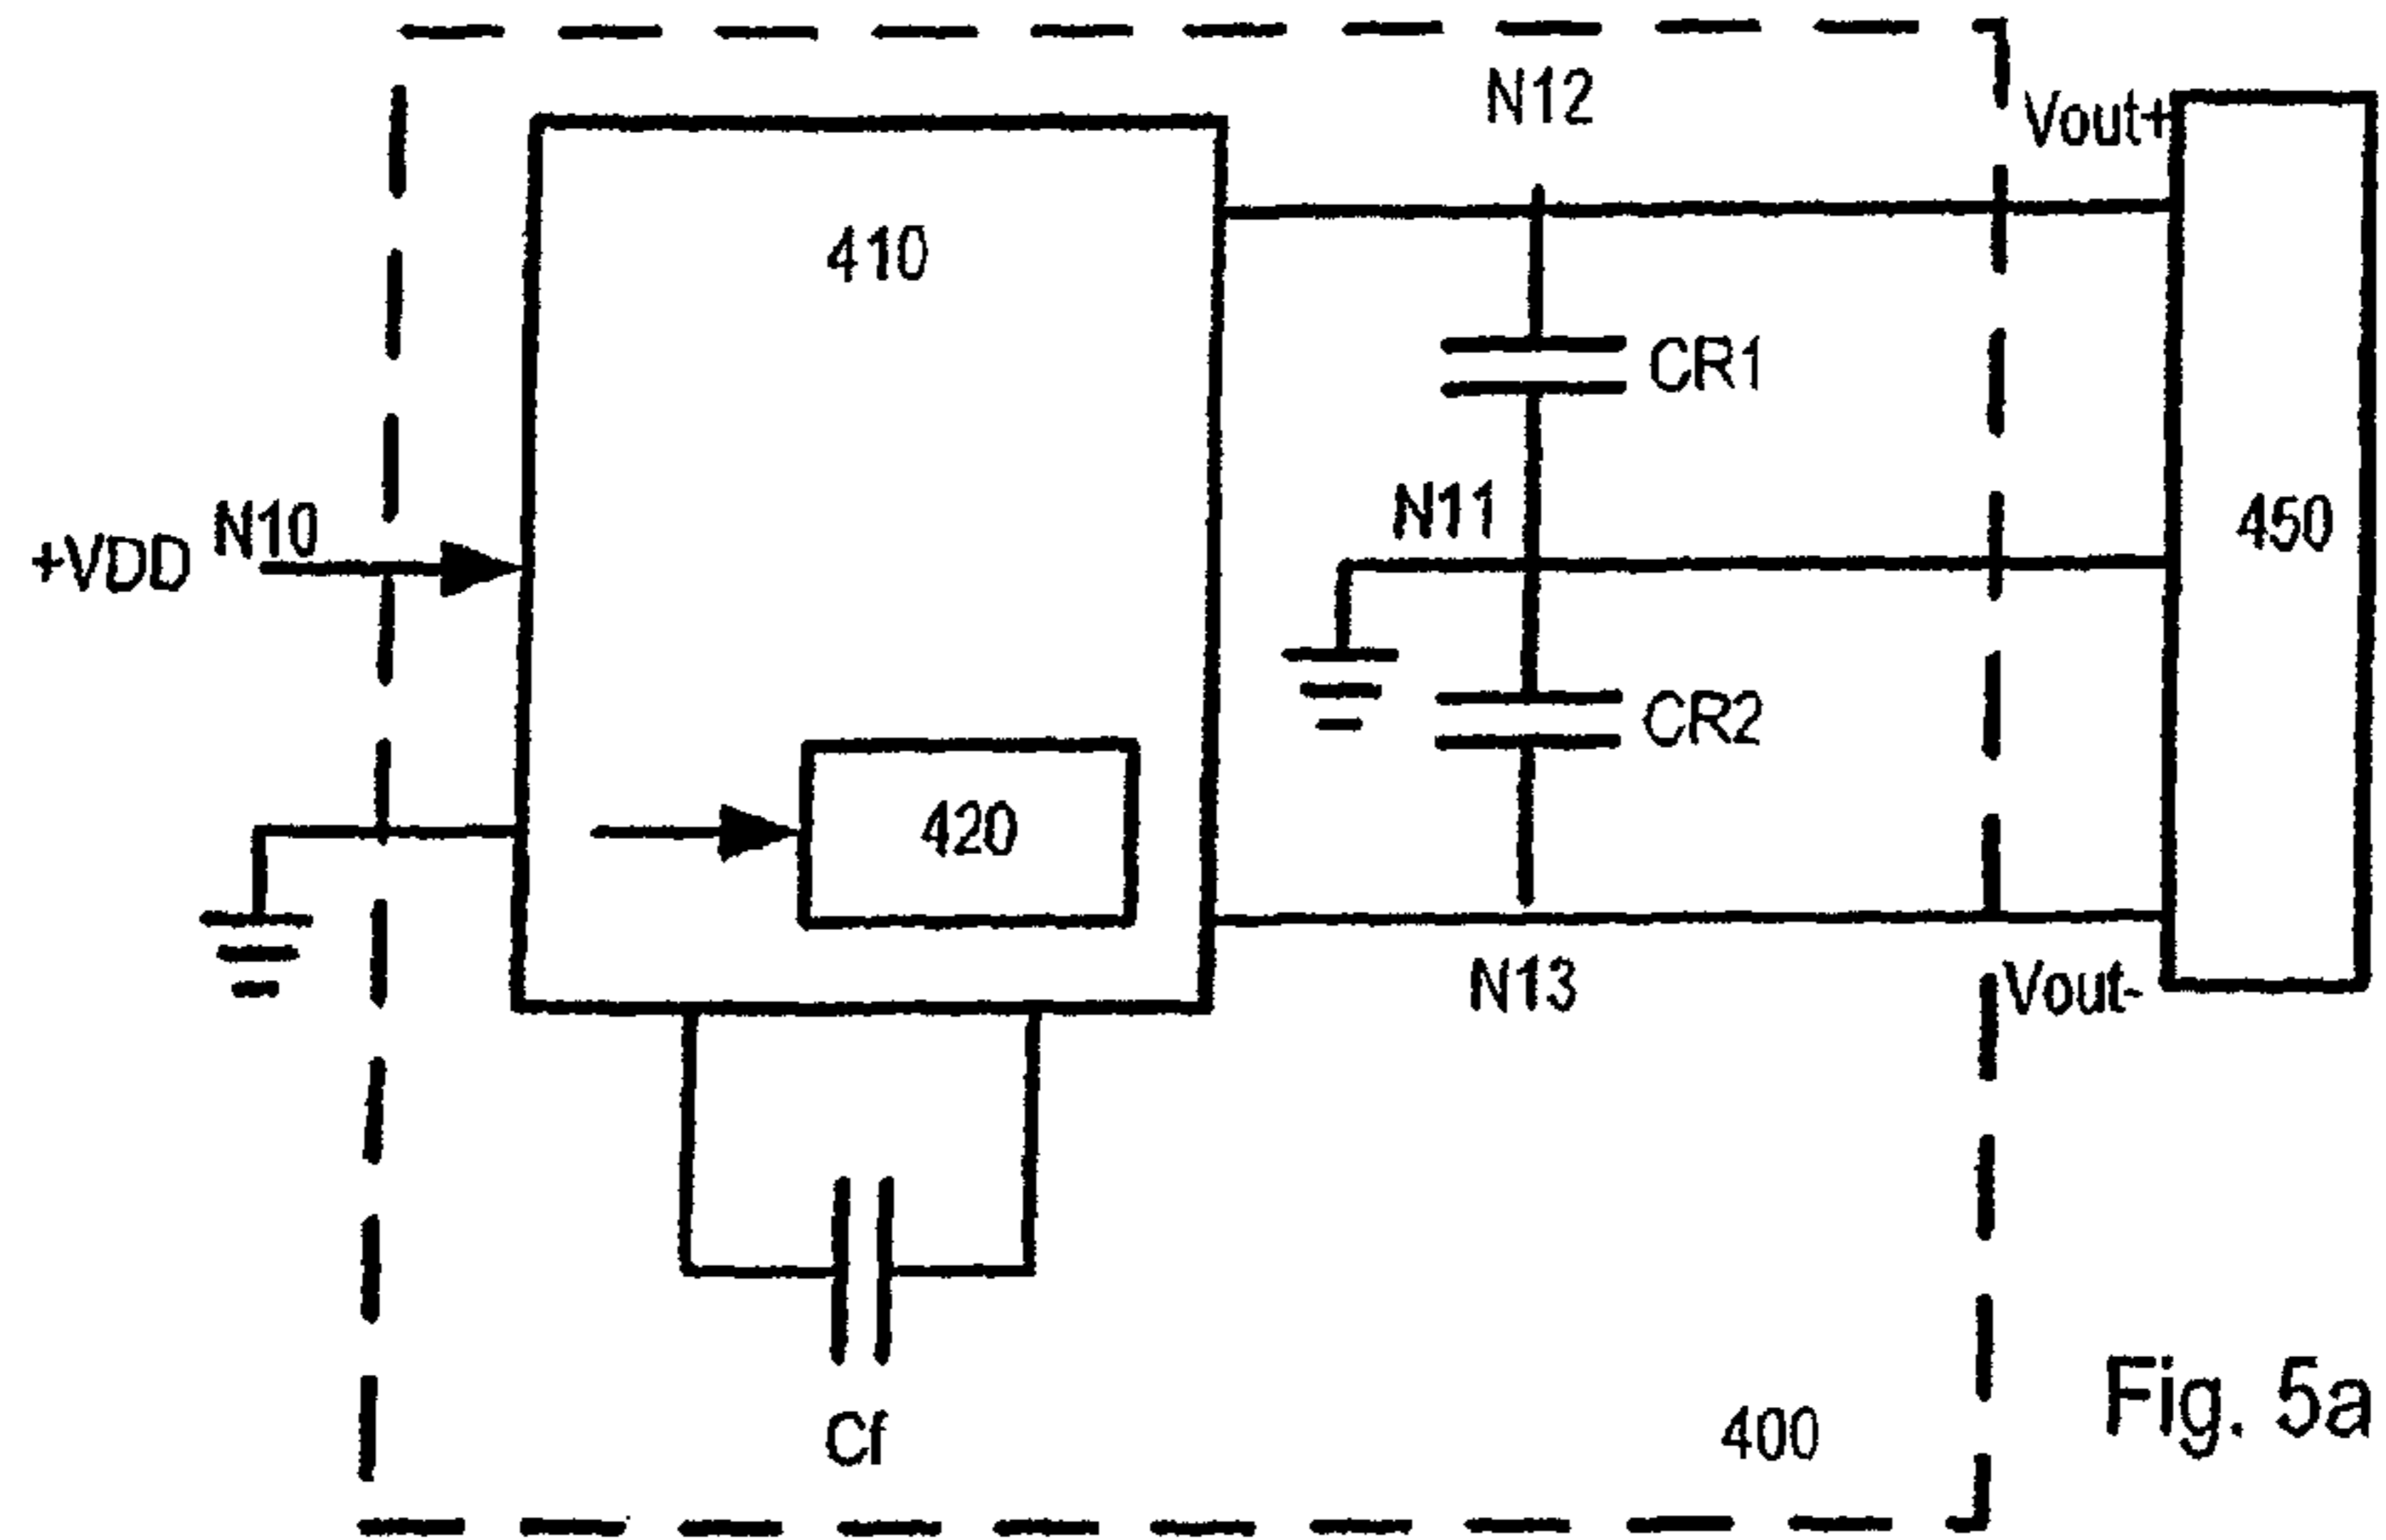 N12
Vout+
410
CR1
N11
450
+VDD
N10
CR2
420
N13
Vout-
Cf
400
Fig. 5a